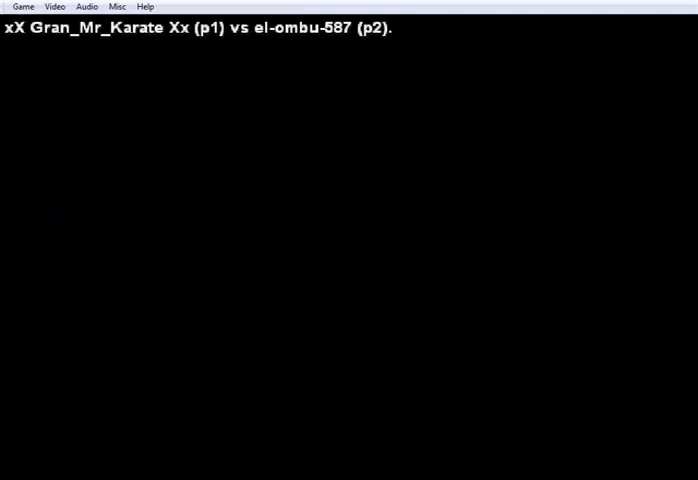 Game Video Audio Misc Help
xX Gran_Mr_Karate Xx (p1) vs el-ombu-587 (p2).